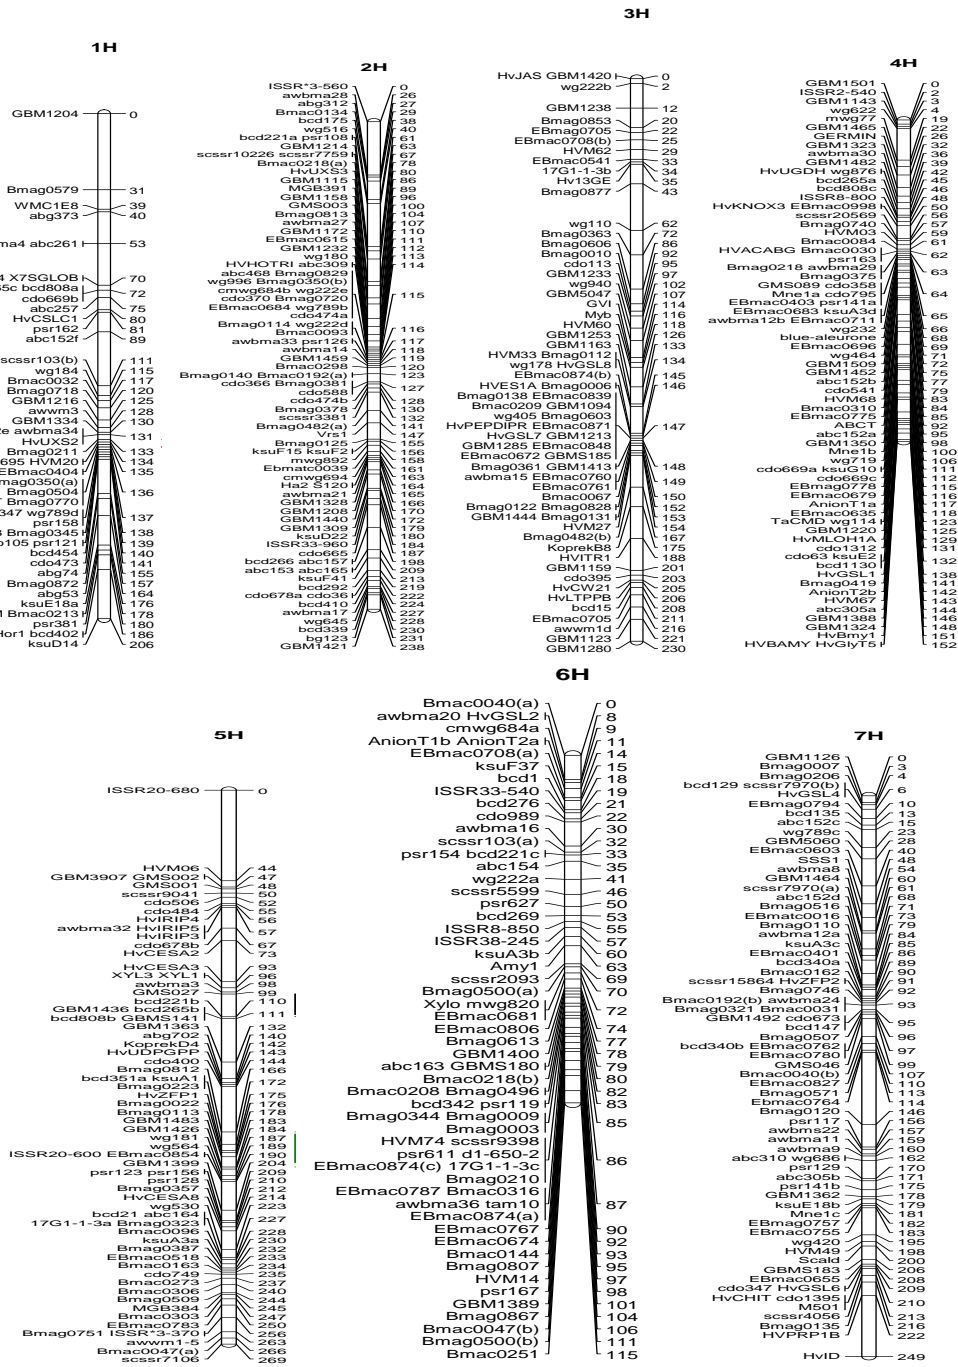 3H
1H
2H
4H
GBM1204 0
Bmag0579 31
WMC1E8 39
abg373 40
ma4 abc261 53
4 X7SGLOB 70
5c bcd808a 72
cdo669b
abc257 75
HvCSLC1 80
psr162 81
abc152f 89
scssr103(b) 111
wg184 115
Bmac0032 117
Bmag0718 120
GBM1216 125
awwm3 128
GBM1334 130
2e awbma34 131
HvUXS2
Bmag0211 133
695 HVM20 134
EBmac0404 135
mag0350(a)
Bmag0504 136
T Bmag0770
347 wg789d 137
psr158
3 Bmag0345 138
o105 psr121 139
bcd454 140
cdo473 141
abg74 155
Bmag0872 157
abg53 164
ksuE18a 176
M Bmac0213 178
psr381 180
Hor1 bcd402 186
ksuD14 206
ISSR*3-560 0
awbma28 26
abg312 27
Bmac0134 29
bcd175 38
wg516 40
bcd221a psr108 61
GBM1214 63
scssr10226 scssr7759 67
Bmac0218(a) 78
HvUXS3 80
GBM1115 86
MGB391 89
GBM1158 96
GMS003 100
Bmag0813 104
awbma27 107
GBM1172 110
EBmac0615 111
GBM1232 112
wg180 113
HVHOTRI abc309 114
abc468 Bmag0829
wg996 Bmag0350(b)
cmwg684b wg222e
cdo370 Bmag0720 115
EBmac0684 wg789b
cdo474a
Bmag0114 wg222d
Bmac0093 116
awbma33 psr126 117
awbma14 118
GBM1459 119
Bmac0298 120
Bmag0140 Bmac0192(a) 123
cdo366 Bmag0381
cdo588 127
cdo474b 128
Bmag0378 130
scssr3381 132
Bmag0482(a) 141
Vrs1 147
Bmag0125 155
ksuF15 ksuF2 156
mwg892 158
Ebmatc0039 161
cmwg694 163
Ha2 S120 164
awbma21 165
GBM1328 166
GBM1208 170
GBM1440 172
GBM1309 179
ksuD22 180
ISSR33-960 184
cdo665 187
bcd266 abc157 198
abc153 abc165 209
ksuF41 213
bcd292 219
cdo678a cdo36 222
bcd410 224
awbma17 227
wg645 228
bcd339 230
bg123 231
GBM1421 238
HvJAS GBM1420 0
wg222b 2
GBM1238 12
Bmag0853 20
EBmag0705 22
EBmac0708(b) 25
HVM62 29
EBmac0541 33
17G1-1-3b 34
Hv13GE 35
Bmag0877 43
wg110 62
Bmag0363 72
Bmag0606 86
Bmag0010 92
cdo113 95
GBM1233 97
wg940 102
GBM5047 107
GVI 114
Myb 116
HVM60 118
GBM1253 126
GBM1163 133
HVM33 Bmag0112
wg178 HvGSL8 134
EBmac0874(b) 145
HVES1A Bmag0006 146
Bmag0138 EBmac0839
Bmac0209 GBM1094
wg405 Bmag0603
HvPEPDIPR EBmac0871 147
HvGSL7 GBM1213
GBM1285 EBmac0848
EBmac0672 GBMS185
Bmag0361 GBM1413 148
awbma15 EBmac0760
EBmac0761 149
Bmac0067 150
Bmag0122 Bmag0828 152
GBM1444 Bmag0131 153
HVM27 154
Bmag0482(b) 167
KoprekB8 175
HVITR1 188
GBM1159 201
cdo395 203
HvCW21 205
HvLTPPB 206
bcd15 208
EBmac0705 211
awwm1d 216
GBM1123 221
GBM1280 230
GBM1501 0
ISSR2-540 2
GBM1143 3
wg622 4
mwg77 19
GBM1465 22
GERMIN 26
GBM1323 32
awbma30 36
GBM1482 39
HvUGDH wg876 42
bcd265a 45
bcd808c 46
ISSR8-800 48
HvKNOX3 EBmac0998 50
scssr20569 56
Bmag0740 57
HVM03 59
Bmac0084 61
HVACABG Bmac0030
psr163 62
Bmag0218 awbma29
Bmag0375 63
GMS089 cdo358
Mne1a cdo795 64
EBmac0403 psr141a
EBmac0683 ksuA3d
awbma12b EBmac0711 65
wg232 66
blue-aleurone 68
EBmac0696 69
wg464 71
GBM1509 72
GBM1452 75
abc152b 77
cdo541 79
HVM68 83
Bmac0310 84
EBmac0775 85
ABCT 92
abc152a 95
GBM1350 98
Mne1b 100
wg719 106
cdo669a ksuG10 111
cdo669c 112
EBmag0778 115
EBmac0679 116
AnionT1a 117
EBmac0635 118
TaCMD wg114 123
GBM1220 125
HvMLOH1A 129
cdo1312 131
cdo63 ksuE2
bcd1130 132
HvGSL1 138
Bmag0419 141
AnionT2b 142
HVM67 143
abc305a 144
GBM1388 146
GBM1324 148
HvBmy1 151
HVBAMY HvGlyT5 152
6H
5H
7H
ISSR20-680 0
HVM06 44
GBM3907 GMS002 47
GMS001 48
scssr9041 50
cdo506 52
cdo484 55
HvIRIP4 56
awbma32 HvIRIP5
HvIRIP3 57
cdo678b 67
HvCESA2 73
HvCESA3 93
XYL3 XYL1 96
awbma3 98
GMS027 99
bcd221b 110
GBM1436 bcd265b
bcd808b GBMS141 111
GBM1363 132
abg702 140
KoprekD4 142
HvUDPGPP 143
cdo400 144
Bmag0812 166
bcd351a ksuA1
Bmag0223 172
HvZFP1 175
Bmag0022 176
Bmag0113 178
GBM1483 183
GBM1426 184
wg181 187
wg564 189
ISSR20-600 EBmac0854 190
GBM1399 204
psr123 psr156 209
psr128 210
Bmag0357 212
HvCESA8 214
wg530 223
bcd21 abc164
17G1-1-3a Bmag0323 227
Bmac0096 228
ksuA3a 230
Bmag0387 232
EBmac0518 233
Bmac0163 234
cdo749 235
Bmac0273 237
Bmac0306 240
Bmag0509 244
MGB384 245
Bmac0303 247
EBmac0783 250
Bmag0751 ISSR*3-370 256
awwm1-5 263
Bmac0047(a) 266
scssr7106 269
Bmac0040(a) 0
awbma20 HvGSL2 8
cmwg684a 9
AnionT1b AnionT2a 11
EBmac0708(a) 14
ksuF37 15
bcd1 18
ISSR33-540 19
bcd276 21
cdo989 22
awbma16 30
scssr103(a) 32
psr154 bcd221c 33
abc154 35
wg222a 41
scssr5599 46
psr627 50
bcd269 53
ISSR8-850 55
ISSR38-245 57
ksuA3b 60
Amy1 63
scssr2093 69
Bmag0500(a) 70
Xylo mwg820
EBmac0681 72
EBmac0806 74
Bmag0613 77
GBM1400 78
abc163 GBMS180 79
Bmac0218(b) 80
Bmac0208 Bmag0496 82
bcd342 psr119 83
Bmag0344 Bmag0009
Bmag0003 85
HVM74 scssr9398
psr611 d1-650-2
EBmac0874(c) 17G1-1-3c 86
Bmag0210
EBmac0787 Bmac0316
awbma36 tam10 87
EBmac0874(a)
EBmac0767 90
EBmac0674 92
Bmac0144 93
Bmag0807 95
HVM14 97
psr167 98
GBM1389 101
Bmag0867 104
Bmac0047(b) 106
Bmag0500(b) 111
Bmac0251 115
GBM1126 0
Bmag0007 3
Bmag0206 4
bcd129 scssr7970(b)
HvGSL4 6
EBmag0794 10
bcd135 13
abc152c 15
wg789c 23
GBM5060 28
EBmac0603 40
SSS1 48
awbma8 54
GBM1464 60
scssr7970(a) 61
abc152d 68
Bmag0516 71
EBmatc0016 73
Bmag0110 79
awbma12a 84
ksuA3c 85
EBmag0401 86
bcd340a 89
Bmac0162 90
scssr15864 HvZFP2 91
Bmag0746 92
Bmac0192(b) awbma24
Bmag0321 Bmac0031 93
GBM1492 cdo673
bcd147 95
Bmag0507 96
bcd340b EBmac0762
EBmac0780 97
GMS046 99
Bmac0040(b) 107
EBmac0827 110
Bmag0571 113
Ebmac0764 114
Bmag0120 146
psr117 156
awbms22 157
awbma11 159
awbma9 160
abc310 wg686 162
psr129 170
abc305b 171
psr141b 175
GBM1362 178
ksuE18b 179
Mne1c 181
EBmag0757 182
EBmac0755 183
wg420 195
HVM49 198
Scald 200
GBMS183 206
EBmac0655 208
cdo347 HvGSL6 209
HvCHIT cdo1395
M501 210
scssr4056 213
Bmag0135 216
HVPRP1B 222
HvID 249